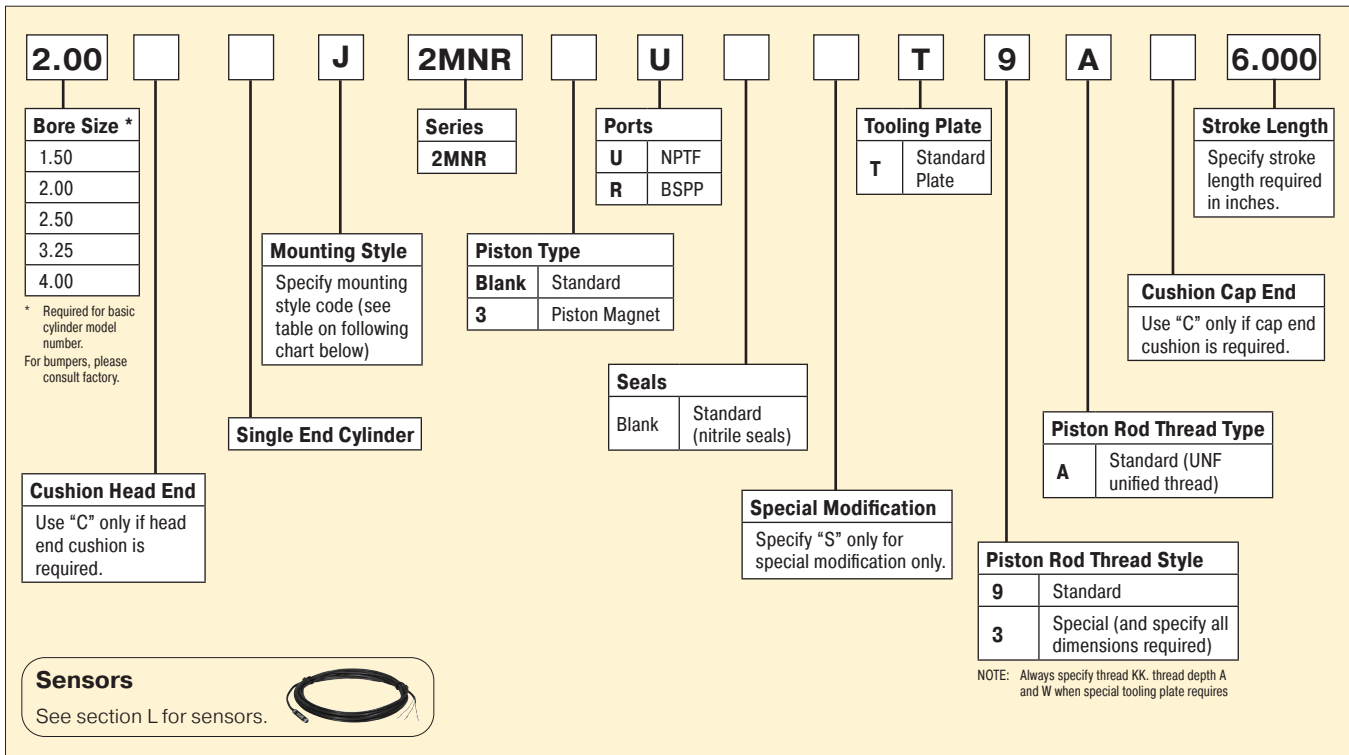 2.00 J 2MNR U T 9 A 6.000
Bore Size *
1.50
2.00
2.50
3.25
4.00
* Required for basic
cylinder model
number.
For bumpers, please
consult factory.
Cushion Head End
Use “C” only if head
end cushion is
required.
Single End Cylinder
Mounting Style
Specify mounting
style code (see
table on following
chart below)
Series
2MNR
Piston Type
Blank Standard
3 Piston Magnet
Ports
U NPTF
R BSPP
Seals
Blank Standard
(nitrile seals)
Special Modification
Specify “S” only for
special modification only.
Tooling Plate
T Standard
Plate
Piston Rod Thread Style
9 Standard
3 Special (and specify all
dimensions required)
NOTE: Always specify thread KK. thread depth A
and W when special tooling plate requires
Piston Rod Thread Type
A Standard (UNF
unified thread)
Cushion Cap End
Use “C” only if cap end
cushion is required.
Stroke Length
Specify stroke
length required
in inches.
Sensors
See section L for sensors.